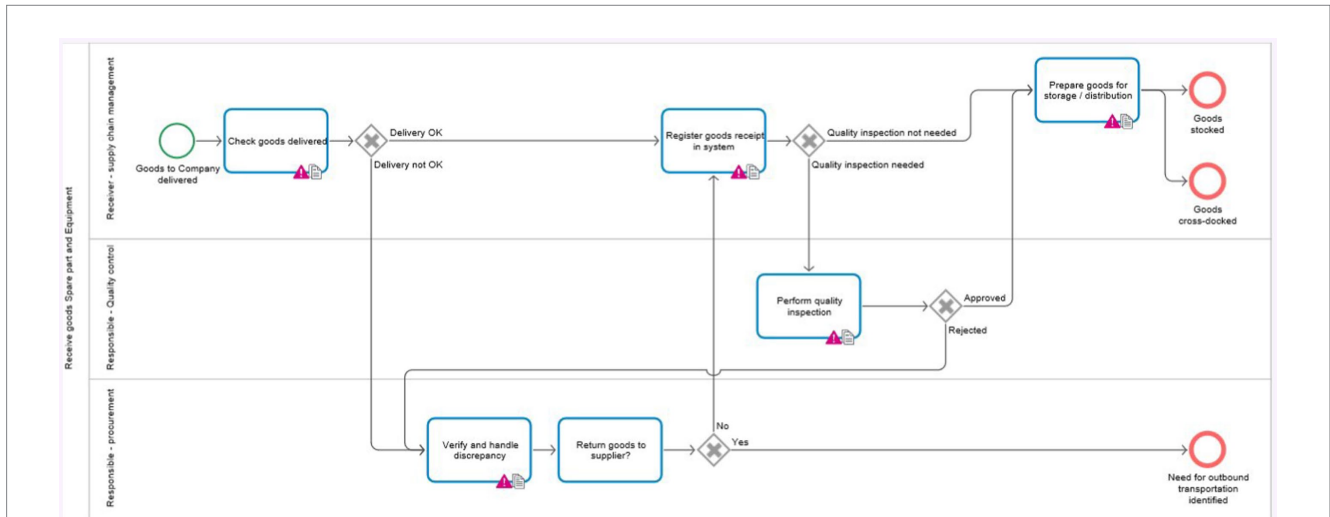 Receive goods Spare part and Equipment
Receiver - supply chain management
Goods to Company
delivered
Check goods delivered
Delivery OK
Delivery not OK
Register goods receipt
in system
Quality inspection not needed
Quality inspection needed
Prepare goods for
storage / distribution
Goods
stocked
Goods
cross-docked
Responsible - Quality control
Perform quality
inspection
Approved
Rejected
Responsible - procurement
Verify and handle
discrepancy
Return goods to
supplier?
No
Yes
Need for outbound
transportation
identified